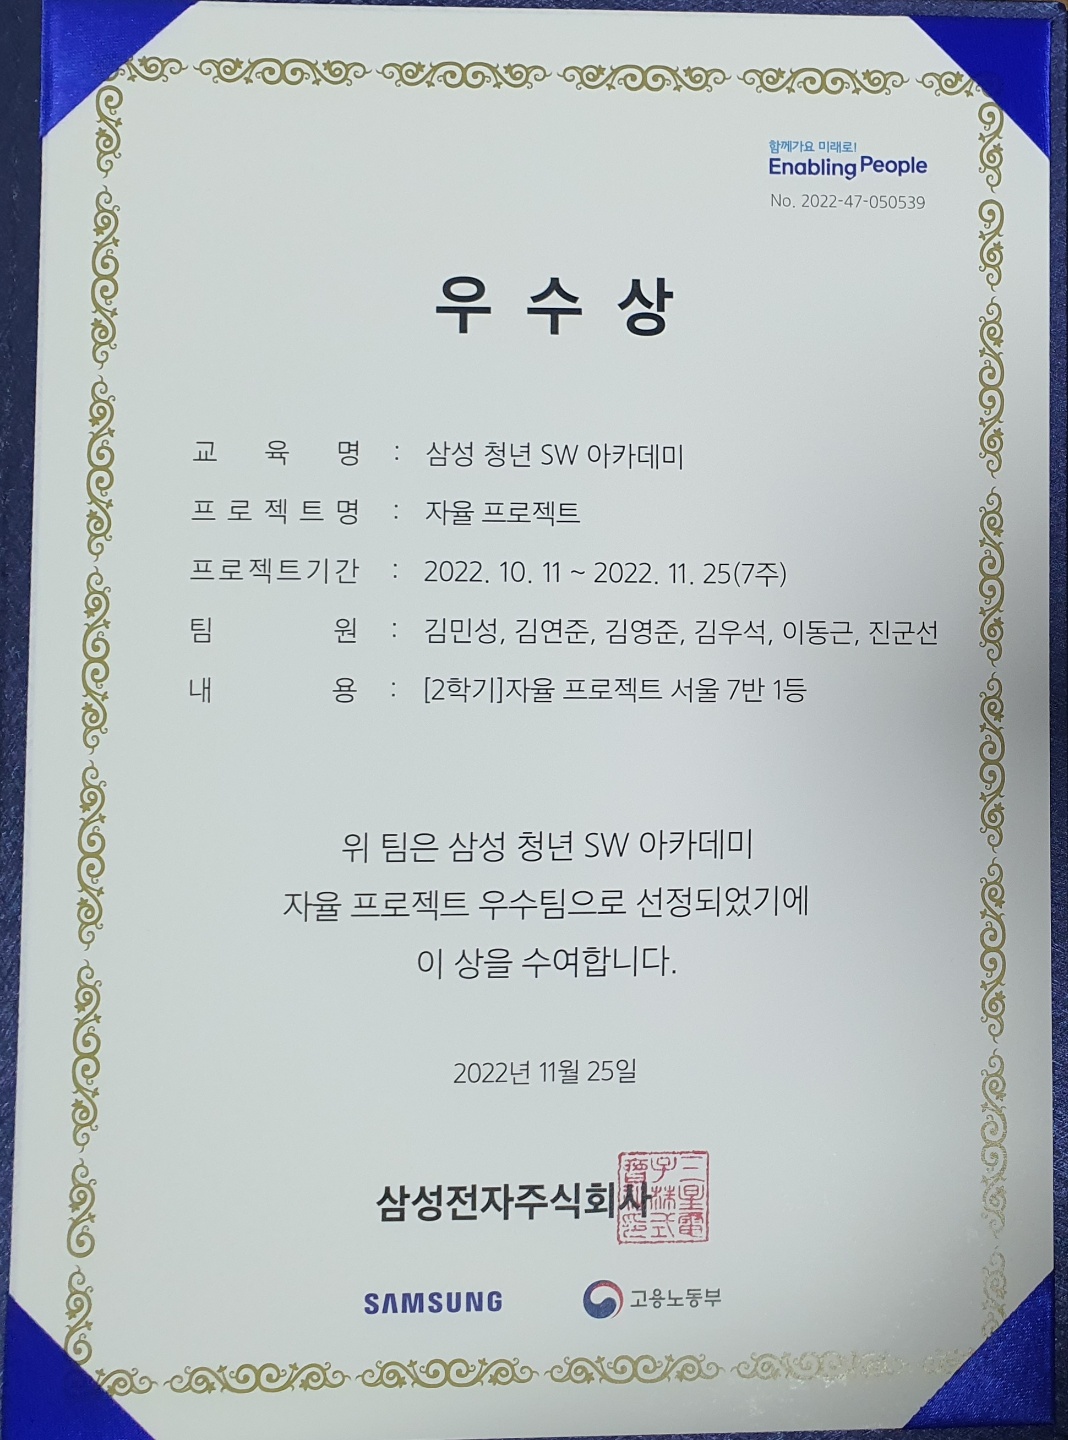 함께가요 미래로!
Enabling People
No. 2022-47-050539
우 수 상
교 육 명 : 삼성 청년 SW 아카데미
프 로 젝 트 명 : 자율 프로젝트
프로젝트기간 : 2022. 10. 11 ~ 2022. 11. 25(7주)
팀 원 : 김민성, 김연준, 김영준, 김우석, 이동근, 진군선
내 용 : [2학기]자율 프로젝트 서울 7반 1등
위 팀은 삼성 청년 SW 아카데미
자율 프로젝트 우수팀으로 선정되었기에
이 상을 수여합니다.
2022년 11월 25일
삼성전자주식회사
SAMSUNG 고용노동부